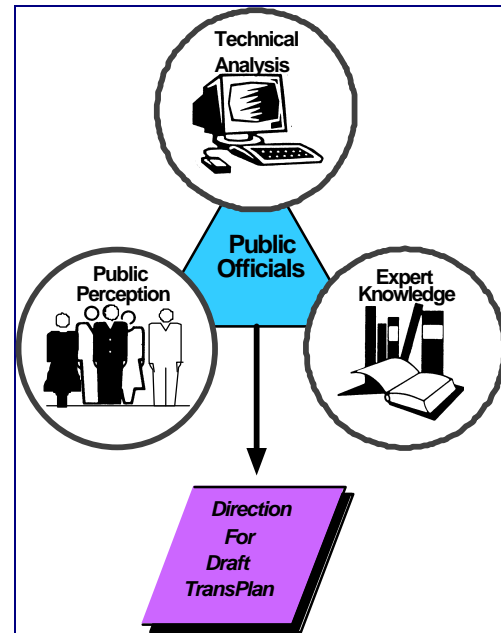 Technical
Analysis
Public
Officials
Public
Perception
Expert
Knowledge
Direction
For
Draft
TransPlan